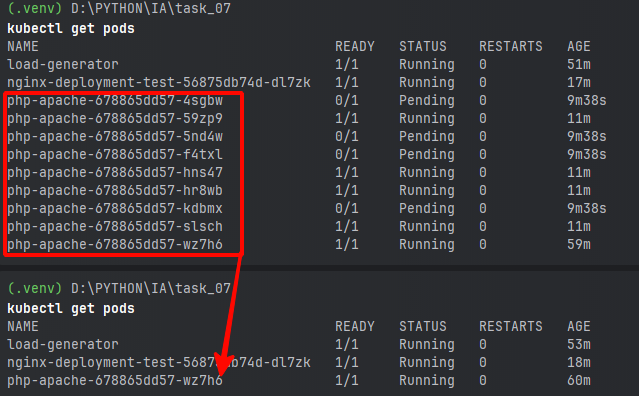 (.venv) D:\PYTHON\IA\task_07
kubectl get pods
NAME READY STATUS RESTARTS AGE
load-generator 1/1 Running 0 51m
nginx-deployment-test-56875db74d-dl7zk 1/1 Running 0 17m
php-apache-678865dd57-4sgbw 0/1 Pending 0 9m38s
php-apache-678865dd57-59zp9 1/1 Running 0 11m
php-apache-678865dd57-5nd4w 0/1 Pending 0 9m38s
php-apache-678865dd57-f4txl 0/1 Pending 0 9m38s
php-apache-678865dd57-hns47 1/1 Running 0 11m
php-apache-678865dd57-hr8wb 1/1 Running 0 11m
php-apache-678865dd57-kdbmx 0/1 Pending 0 9m38s
php-apache-678865dd57-slsch 1/1 Running 0 11m
php-apache-678865dd57-wz7h6 1/1 Running 0 59m
(.venv) D:\PYTHON\IA\task_07
kubectl get pods
NAME READY STATUS RESTARTS AGE
load-generator 1/1 Running 0 53m
nginx-deployment-test-56875db74d-dl7zk 1/1 Running 0 18m
php-apache-678865dd57-wz7h6 1/1 Running 0 60m